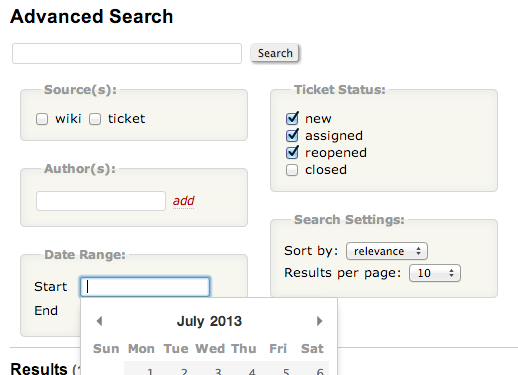 Advanced Search
Search
Source(s):
wiki ticket
Author(s):
add
Date Range:
Start
End
July 2013
Sun Mon Tue Wed Thu Fri Sat
1 2 3 4 5 6
Results
Ticket Status:
new
assigned
reopened
closed
Search Settings:
Sort by: relevance
Results per page: 10